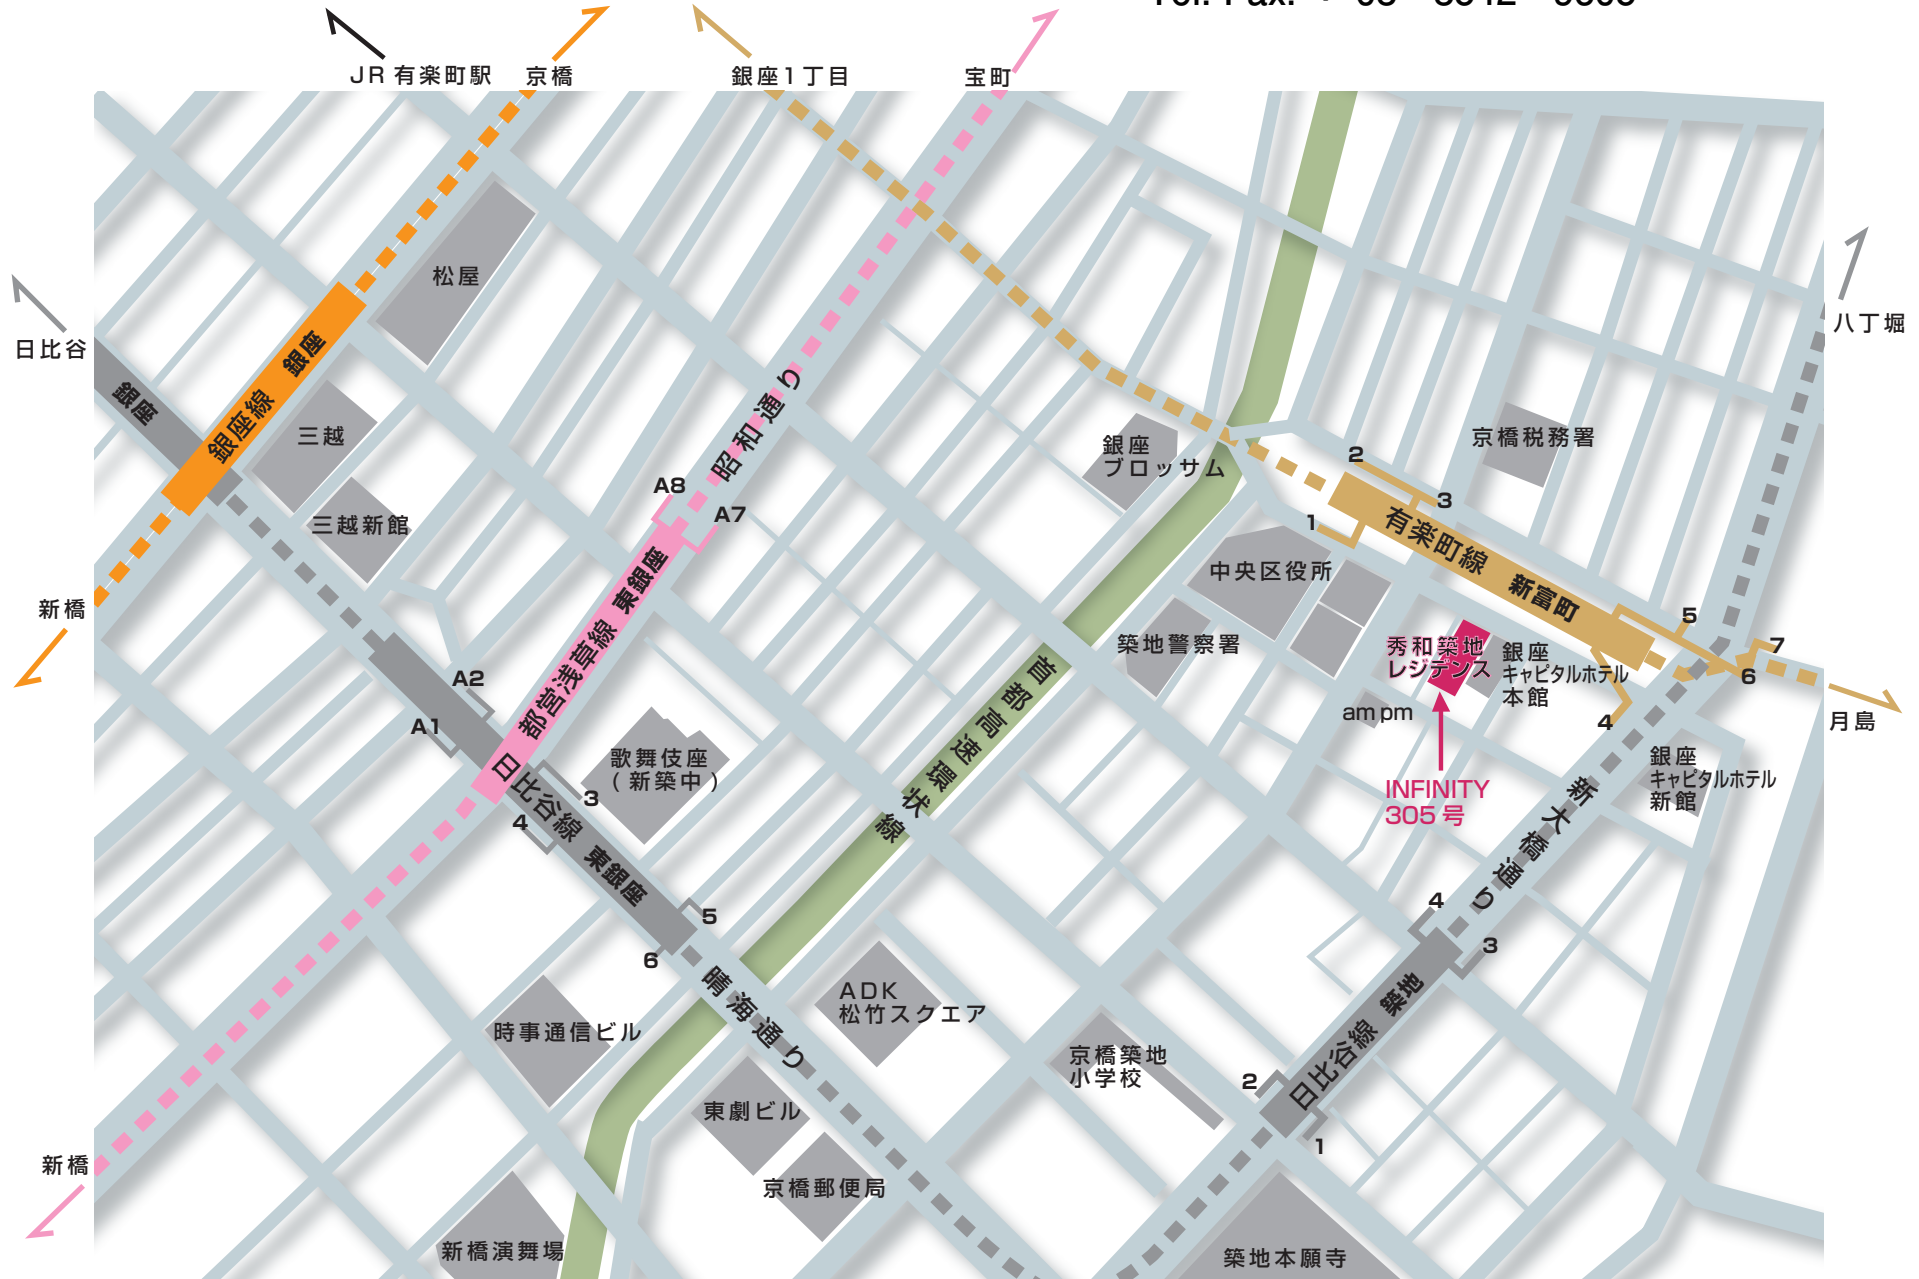 JR 有楽町駅
京橋
銀座1丁目
宝町
日比谷
八丁堀
松屋
銀座線 銀座
銀座
三越
三越新館
昭和通り
A8
A7
銀座
ブロッサム
京橋税務署
2
3
1
有楽町線 新富町
中央区役所
築地警察署
新橋
都営浅草線 東銀座
5
7
6
4
秀和築地
レジデンス
銀座
キャピタルホテル
本館
am pm
月島
INFINITY
305 号
銀座
キャピタルホテル
新館
新大橋通り
A2
A1
歌舞伎座
( 新築中 )
首都高速環状線
日比谷線 東銀座
3
4
5
6
晴海通り
ADK
松竹スクエア
時事通信ビル
4
3
日比谷線 築地
2
1
京橋築地
小学校
東劇ビル
京橋郵便局
新橋
新橋演舞場
築地本願寺